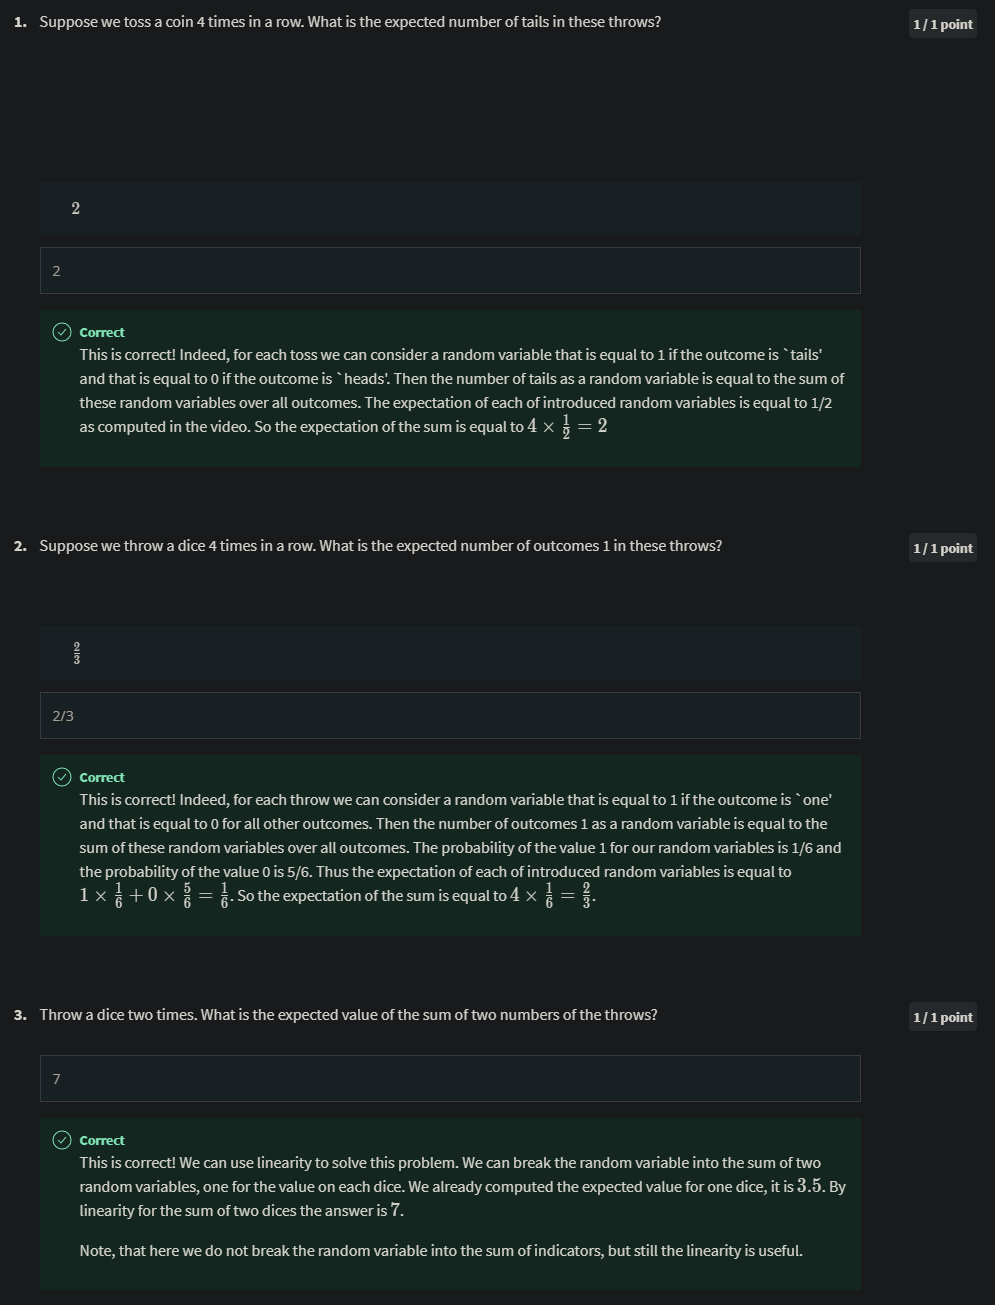 1. Suppose we toss a coin 4 times in a row. What is the expected number of tails in these throws?
1 / 1 point
2
2
Correct
This is correct! Indeed, for each toss we can consider a random variable that is equal to 1 if the outcome is `tails'
and that is equal to 0 if the outcome is `heads'. Then the number of tails as a random variable is equal to the sum of
these random variables over all outcomes. The expectation of each of introduced random variables is equal to 1/2
as computed in the video. So the expectation of the sum is equal to 4 × 1/2 = 2
2. Suppose we throw a dice 4 times in a row. What is the expected number of outcomes 1 in these throws?
1 / 1 point
2/3
2/3
Correct
This is correct! Indeed, for each throw we can consider a random variable that is equal to 1 if the outcome is `one'
and that is equal to 0 for all other outcomes. Then the number of outcomes 1 as a random variable is equal to the
sum of these random variables over all outcomes. The probability of the value 1 for our random variables is 1/6 and
the probability of the value 0 is 5/6. Thus the expectation of each of introduced random variables is equal to
1 × 1/6 + 0 × 5/6 = 1/6. So the expectation of the sum is equal to 4 × 1/6 = 2/3.
3. Throw a dice two times. What is the expected value of the sum of two numbers of the throws?
1 / 1 point
7
Correct
This is correct! We can use linearity to solve this problem. We can break the random variable into the sum of two
random variables, one for the value on each dice. We already computed the expected value for one dice, it is 3.5. By
linearity for the sum of two dices the answer is 7.
Note, that here we do not break the random variable into the sum of indicators, but still the linearity is useful.